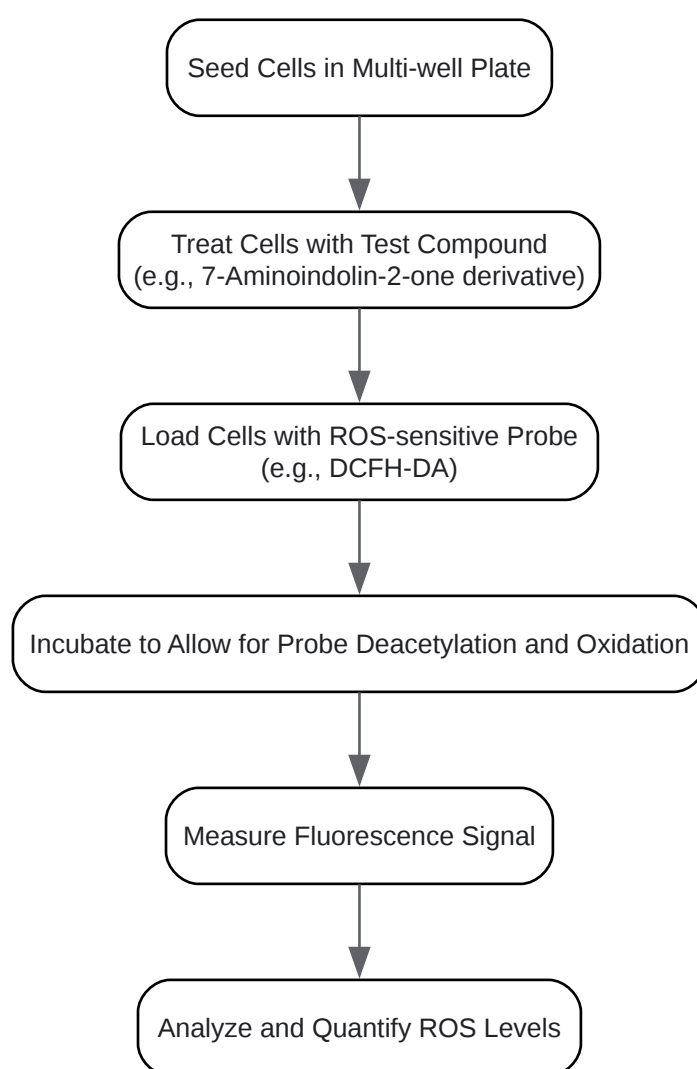 Seed Cells in Multi-well Plate
Treat Cells with Test Compound
(e.g., 7-Aminoindolin-2-one derivative)
Load Cells with ROS-sensitive Probe
(e.g., DCFH-DA)
Incubate to Allow for Probe Deacetylation and Oxidation
Measure Fluorescence Signal
Analyze and Quantify ROS Levels